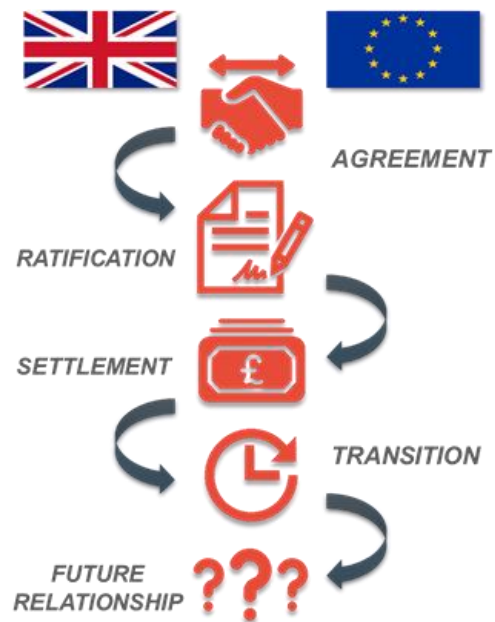 AGREEMENT
RATIFICATION
£
SETTLEMENT
TRANSITION
FUTURE
RELATIONSHIP
???